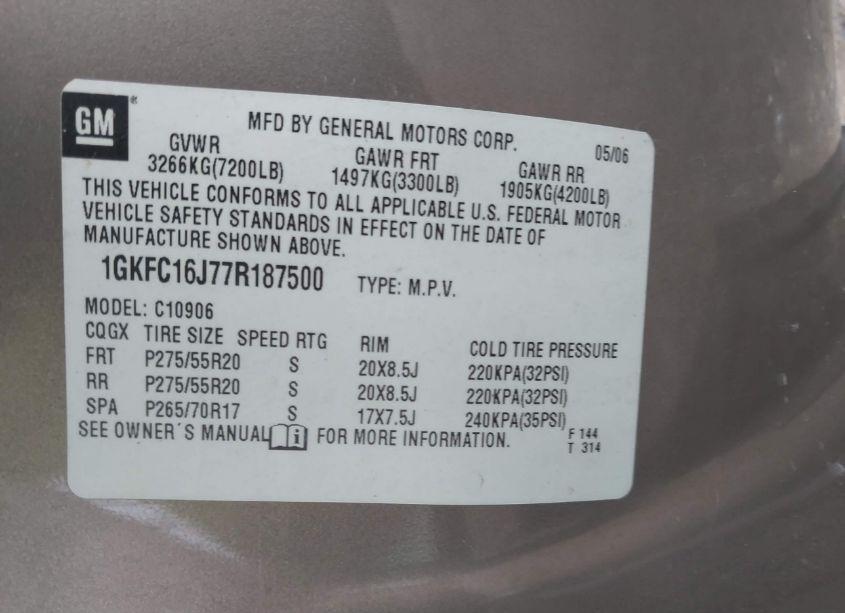 GM
MFD BY GENERAL MOTORS CORP. 05/06
GVWR GAWR FRT GAWR RR
3266KG(7200LB) 1497KG(3300LB) 1905KG(4200LB)
THIS VEHICLE CONFORMS TO ALL APPLICABLE U.S. FEDERAL MOTOR
VEHICLE SAFETY STANDARDS IN EFFECT ON THE DATE OF
MANUFACTURE SHOWN ABOVE.
1GKFC16J77R187500 TYPE: M.P.V.
MODEL: C10906
CQGX TIRE SIZE SPEED RTG RIM COLD TIRE PRESSURE
FRT P275/55R20 S 20X8.5J 220KPA(32PSI)
RR P275/55R20 S 20X8.5J 220KPA(32PSI)
SPA P265/70R17 S 17X7.5J 240KPA(35PSI)
SEE OWNER'S MANUAL i FOR MORE INFORMATION.
F 144
T 314